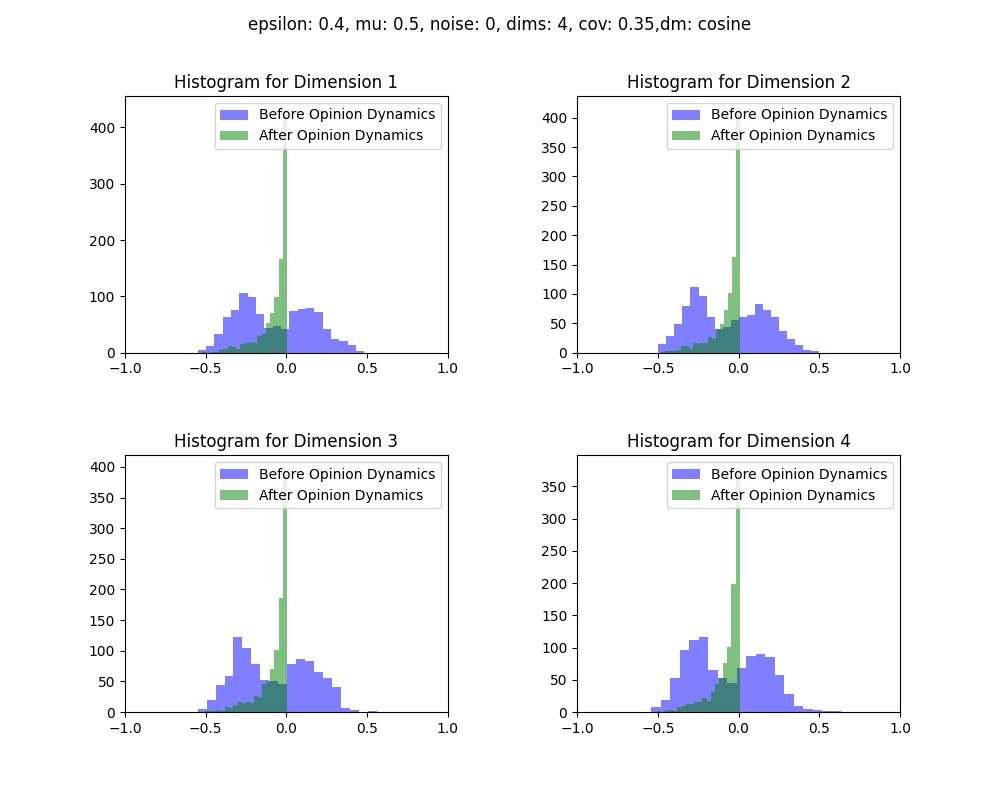 epsilon: 0.4, mu: 0.5, noise: 0, dims: 4, cov: 0.35,dm: cosine
Histogram for Dimension 1
Before Opinion Dynamics
After Opinion Dynamics
400
300
200
100
0
−1.0 −0.5 0.0 0.5 1.0
Histogram for Dimension 2
Before Opinion Dynamics
After Opinion Dynamics
400
350
300
250
200
150
100
50
0
−1.0 −0.5 0.0 0.5 1.0
Histogram for Dimension 3
Before Opinion Dynamics
After Opinion Dynamics
400
350
300
250
200
150
100
50
0
−1.0 −0.5 0.0 0.5 1.0
Histogram for Dimension 4
Before Opinion Dynamics
After Opinion Dynamics
350
300
250
200
150
100
50
0
−1.0 −0.5 0.0 0.5 1.0